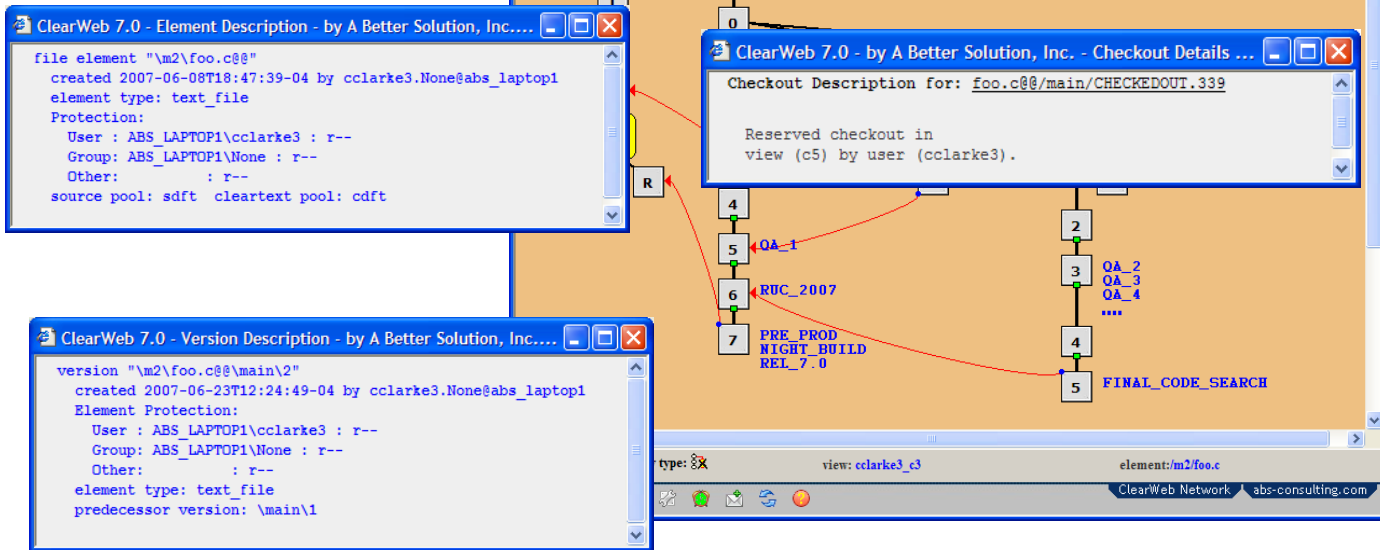 ClearWeb 7.0 - Element Description - by A Better Solution, Inc....
file element "\m2\foo.c@@"
created 2007-06-08T18:47:39-04 by cclarke3.None@abs_laptop1
element type: text_file
Protection:
User : ABS_LAPTOP1\cclarke3 : r--
Group: ABS_LAPTOP1\None : r--
Other: : r--
source pool: sdft cleartext pool: cdft
0
ClearWeb 7.0 - by A Better Solution, Inc. - Checkout Details ...
Checkout Description for: foo.c@@/main/CHECKEDOUT.339
Reserved checkout in
view (c5) by user (cclarke3).
R
4
5 QA_1
6 RUC_2007
7 PRE_PROD
NIGHT_BUILD
REL_7.0
2
3 QA_2
QA_3
QA_4
....
4
5 FINAL_CODE_SEARCH
ClearWeb 7.0 - Version Description - by A Better Solution, Inc....
version "\m2\foo.c@@\main\2"
created 2007-06-23T12:24:49-04 by cclarke3.None@abs_laptop1
Element Protection:
User : ABS_LAPTOP1\cclarke3 : r--
Group: ABS_LAPTOP1\None : r--
Other: : r--
element type: text_file
predecessor version: \main\1
type: view: cclarke3_c3 element:/m2/foo.c
ClearWeb Network abs-consulting.com